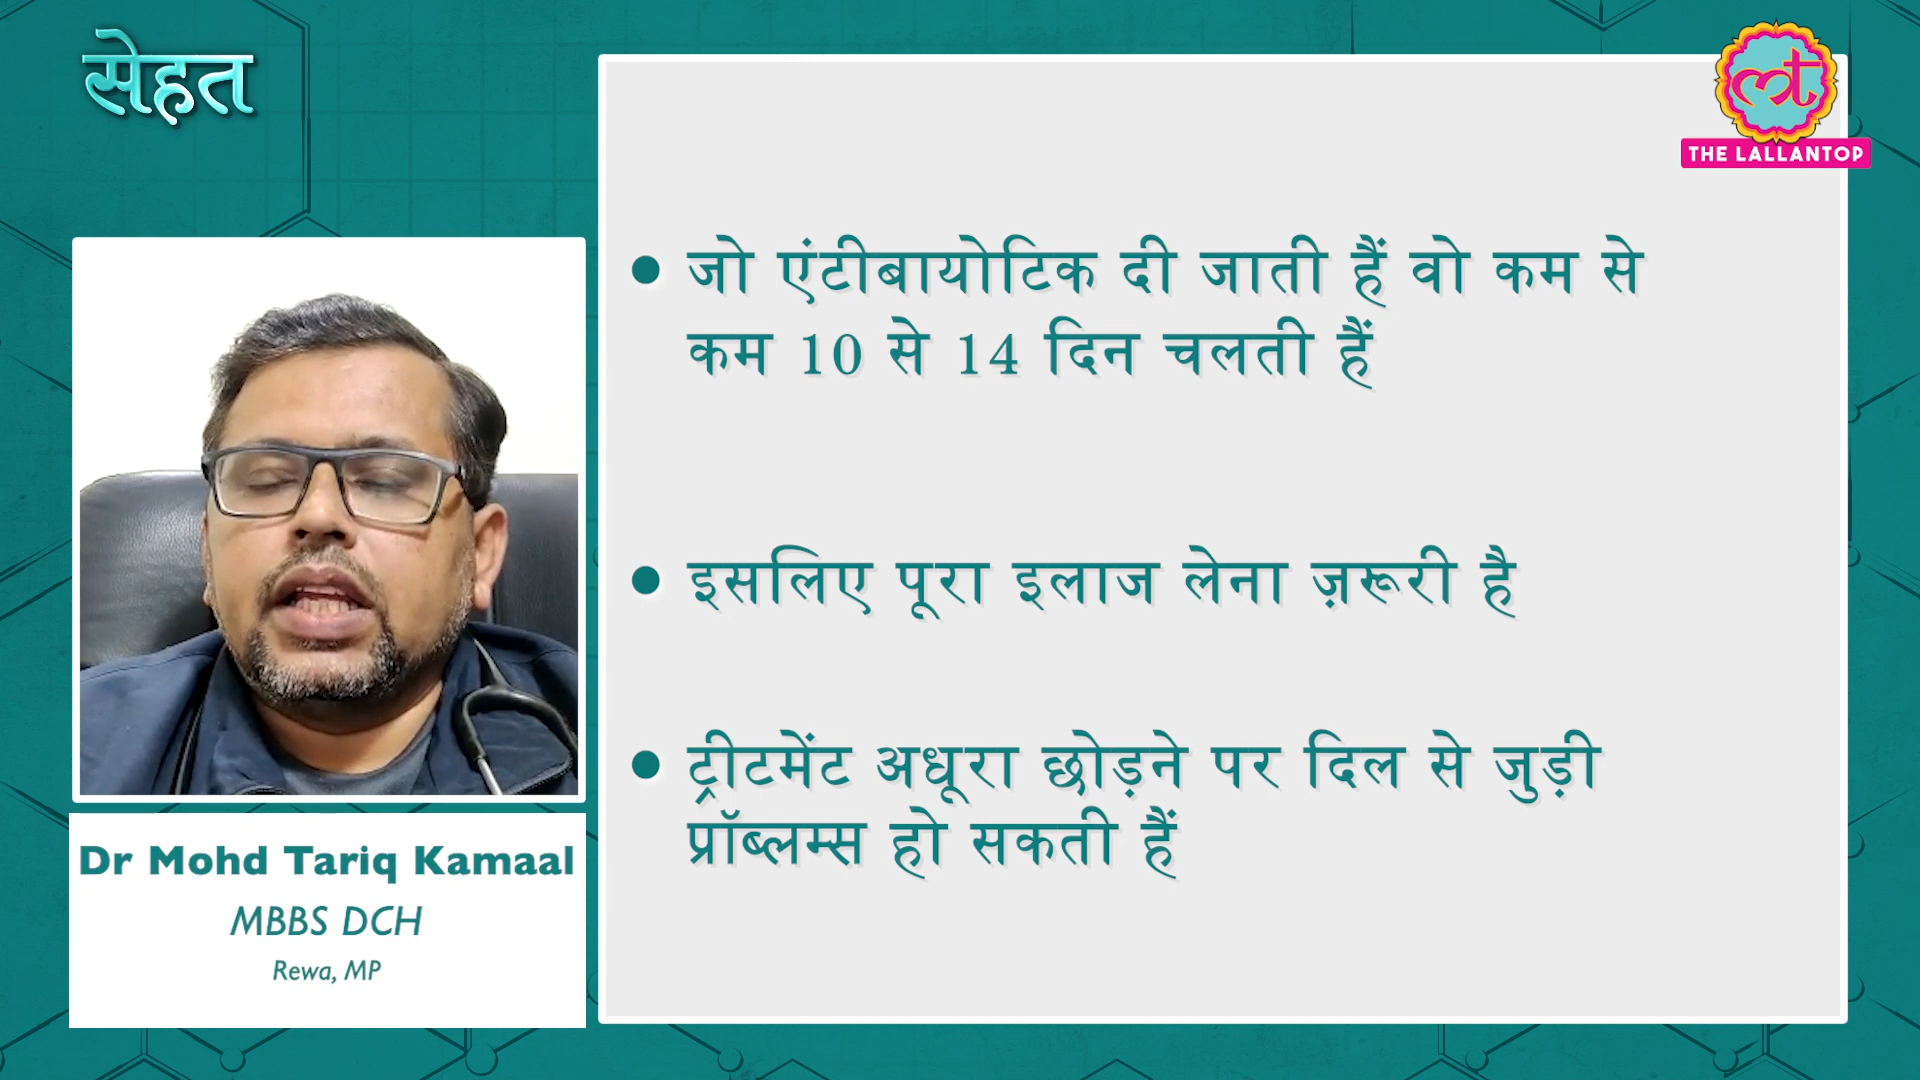 सेहत
THE LALLANTOP
• जो एंटीबायोटिक दी जाती हैं वो कम से
कम 10 से 14 दिन चलती हैं
• इसलिए पूरा इलाज लेना ज़रूरी है
• ट्रीटमेंट अधूरा छोड़ने पर दिल से जुड़ी
प्रॉब्लम्स हो सकती हैं
Dr Mohd Tariq Kamaal
MBBS DCH
Rewa, MP